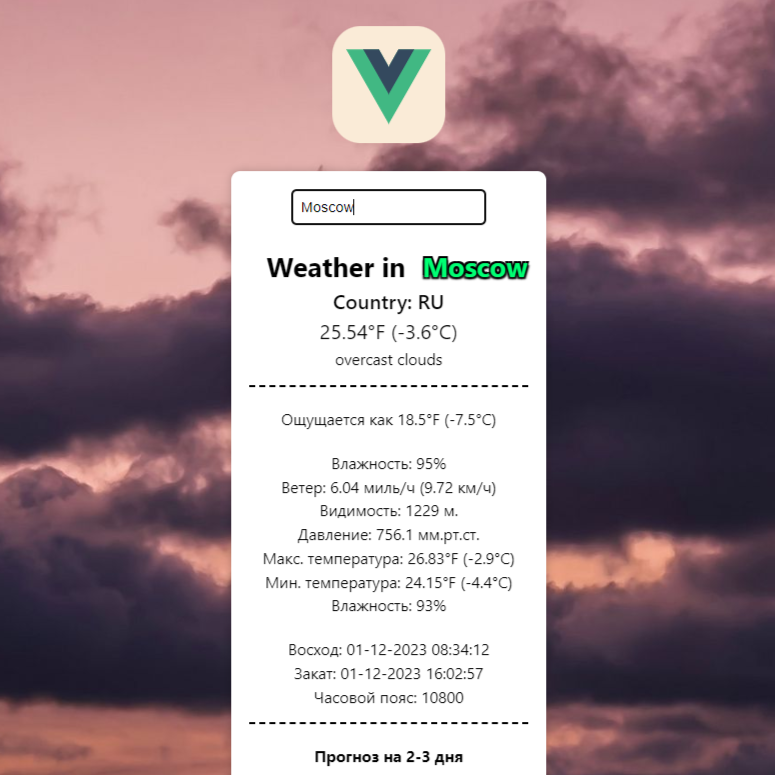 Moscow
Weather in Moscow
Country: RU
25.54°F (-3.6°C)
overcast clouds
Ощущается как 18.5°F (-7.5°C)
Влажность: 95%
Ветер: 6.04 миль/ч (9.72 км/ч)
Видимость: 1229 м.
Давление: 756.1 мм.рт.ст.
Макс. температура: 26.83°F (-2.9°C)
Мин. температура: 24.15°F (-4.4°C)
Влажность: 93%
Восход: 01-12-2023 08:34:12
Закат: 01-12-2023 16:02:57
Часовой пояс: 10800
Прогноз на 2-3 дня